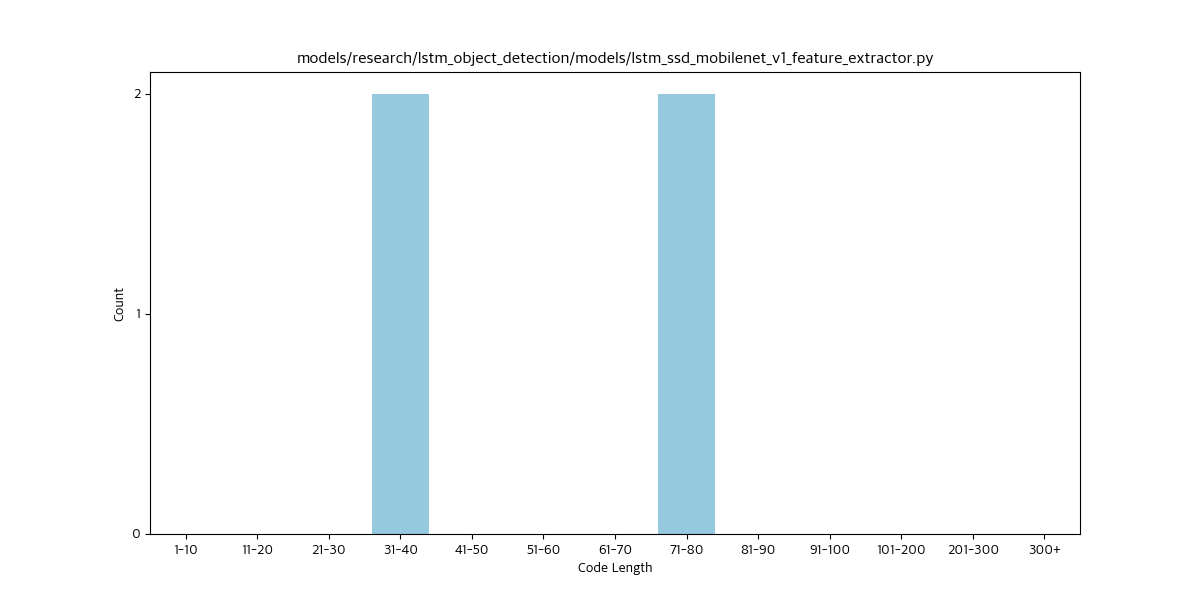 models/research/lstm_object_detection/models/lstm_ssd_mobilenet_v1_feature_extractor.py
2
1
0
Count
1-10 11-20 21-30 31-40 41-50 51-60 61-70 71-80 81-90 91-100 101-200 201-300 300+
Code Length